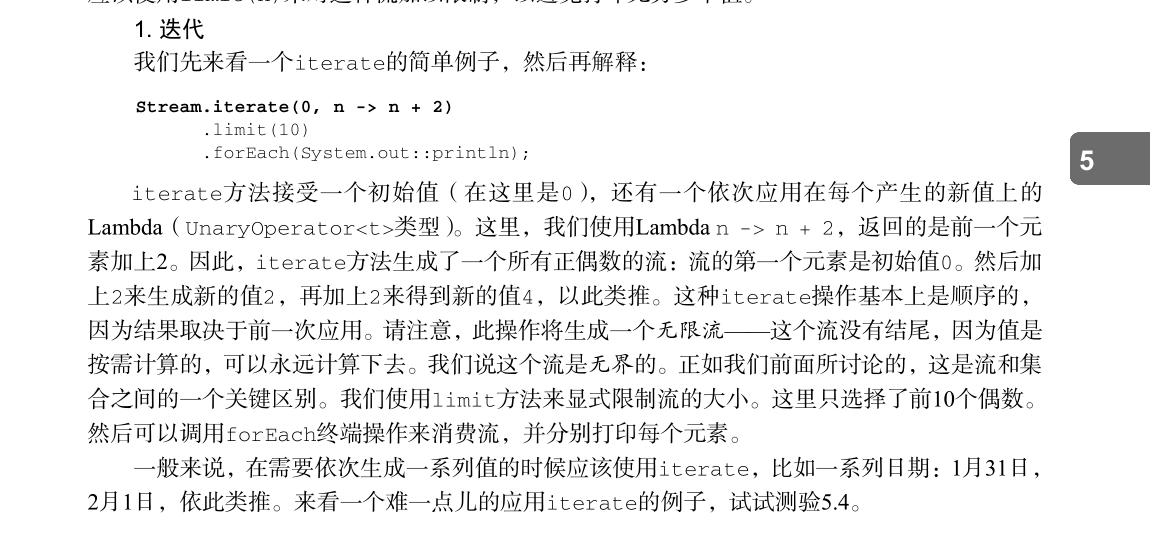 1. 迭代
我们先来看一个iterate的简单例子，然后再解释：
Stream.iterate(0, n -> n + 2)
.limit(10)
.forEach(System.out::println);
5
iterate方法接受一个初始值（在这里是0），还有一个依次应用在每个产生的新值上的
Lambda（UnaryOperator<t>类型）。这里，我们使用Lambda n -> n + 2，返回的是前一个元
素加上2。因此，iterate方法生成了一个所有正偶数的流：流的第一个元素是初始值0。然后加
上2来生成新的值2，再加上2来得到新的值4，以此类推。这种iterate操作基本上是顺序的，
因为结果取决于前一次应用。请注意，此操作将生成一个无限流——这个流没有结尾，因为值是
按需计算的，可以永远计算下去。我们说这个流是无界的。正如我们前面所讨论的，这是流和集
合之间的一个关键区别。我们使用limit方法来显式限制流的大小。这里只选择了前10个偶数。
然后可以调用forEach终端操作来消费流，并分别打印每个元素。
一般来说，在需要依次生成一系列值的时候应该使用iterate，比如一系列日期：1月31日，
2月1日，依此类推。来看一个难一点儿的应用iterate的例子，试试测验5.4。